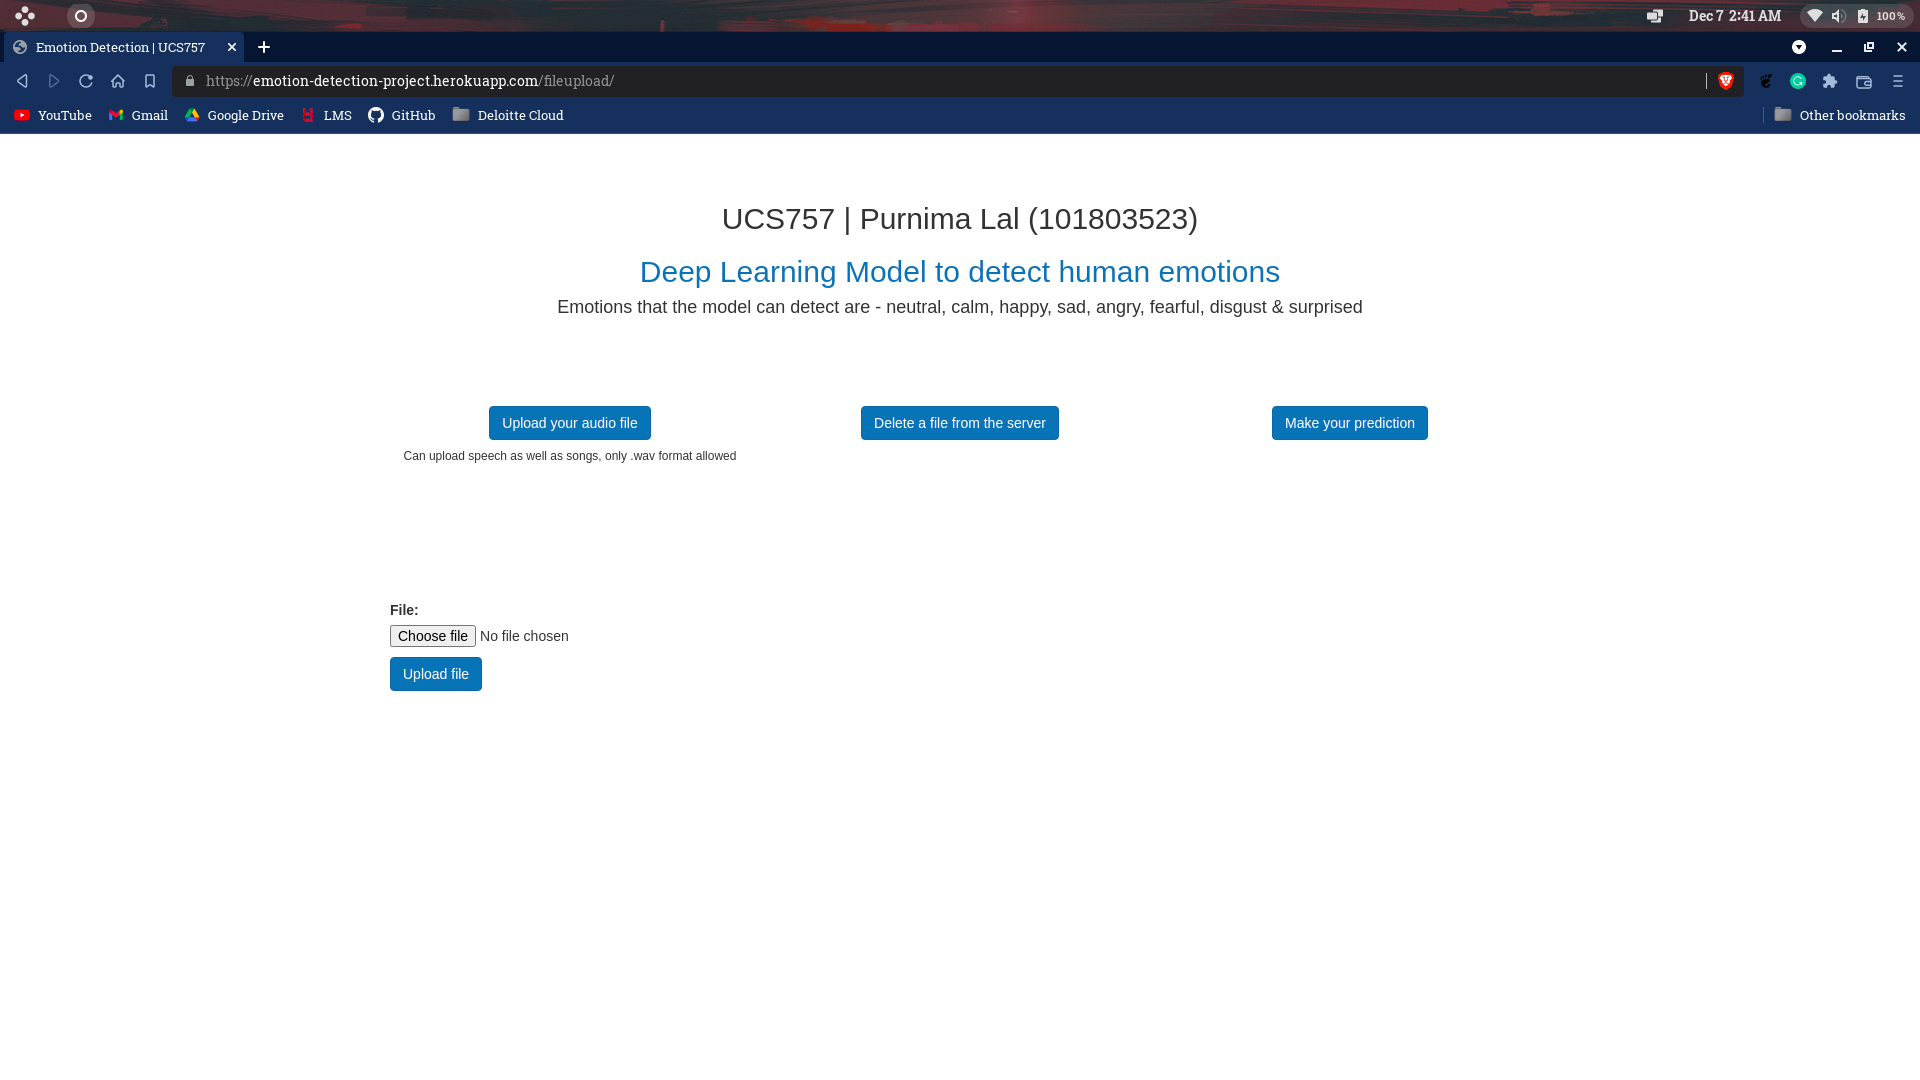 Dec 7 2:41 AM
100%
Emotion Detection | UCS757
https://emotion-detection-project.herokuapp.com/fileupload/
YouTube
Gmail
Google Drive
LMS
GitHub
Deloitte Cloud
Other bookmarks
UCS757 | Purnima Lal (101803523)
Deep Learning Model to detect human emotions
Emotions that the model can detect are - neutral, calm, happy, sad, angry, fearful, disgust & surprised
Upload your audio file
Delete a file from the server
Make your prediction
Can upload speech as well as songs, only .wav format allowed
File:
Choose file No file chosen
Upload file